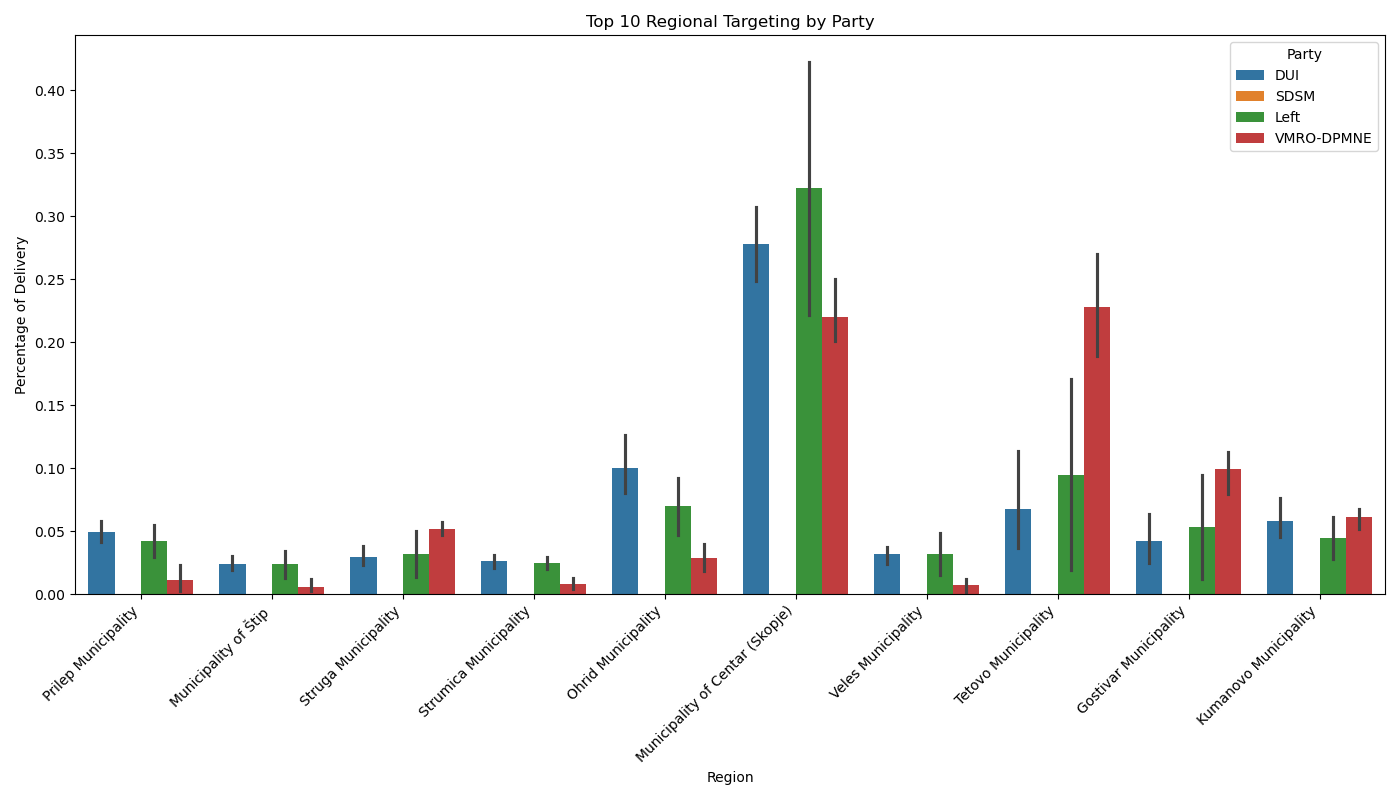 Top 10 Regional Targeting by Party
Party
DUI
SDSM
Left
VMRO-DPMNE
Percentage of Delivery
0.40
0.35
0.30
0.25
0.20
0.15
0.10
0.05
0.00
Prilep Municipality
Municipality of Štip
Struga Municipality
Strumica Municipality
Ohrid Municipality
Municipality of Centar (Skopje)
Veles Municipality
Tetovo Municipality
Gostivar Municipality
Kumanovo Municipality
Region